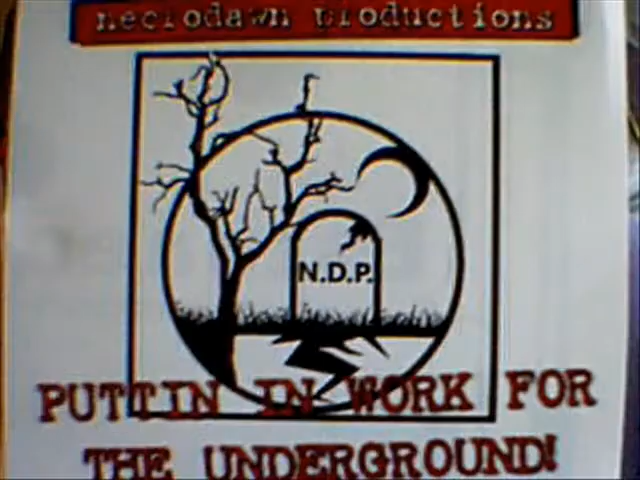 necrodawn productions
N.D.P.
PUTTIN IN WORK FOR
THE UNDERGROUND!